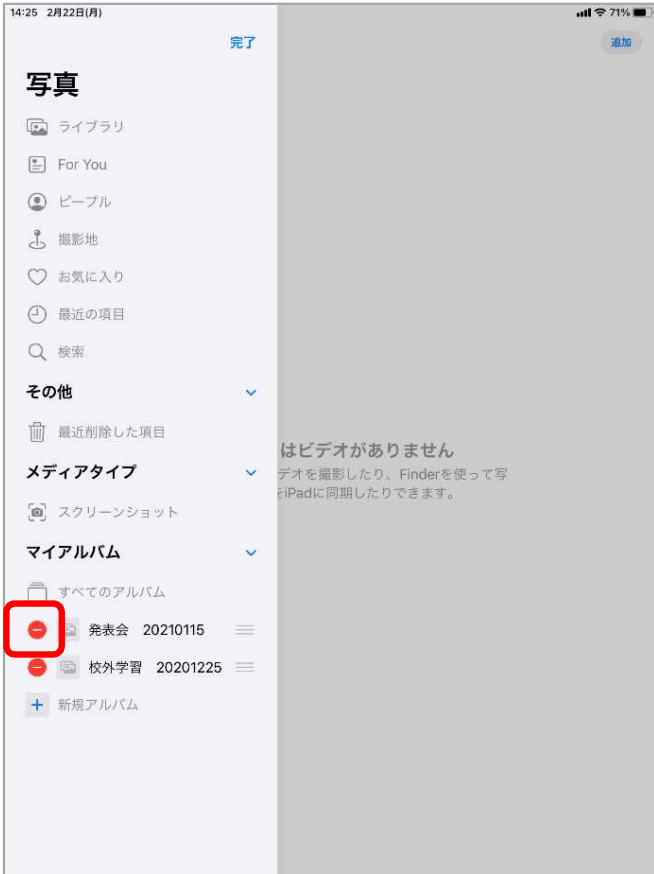 14:25 2月22日(月)
71%
完了
追加
写真
ライブラリ
For You
ピープル
撮影地
お気に入り
最近の項目
検索
その他
最近削除した項目
はビデオがありません
メディアタイプ
デオを撮影したり、Finderを使って写
iPadに同期したりできます。
スクリーンショット
マイアルバム
すべてのアルバム
発表会 20210115
校外学習 20201225
新規アルバム